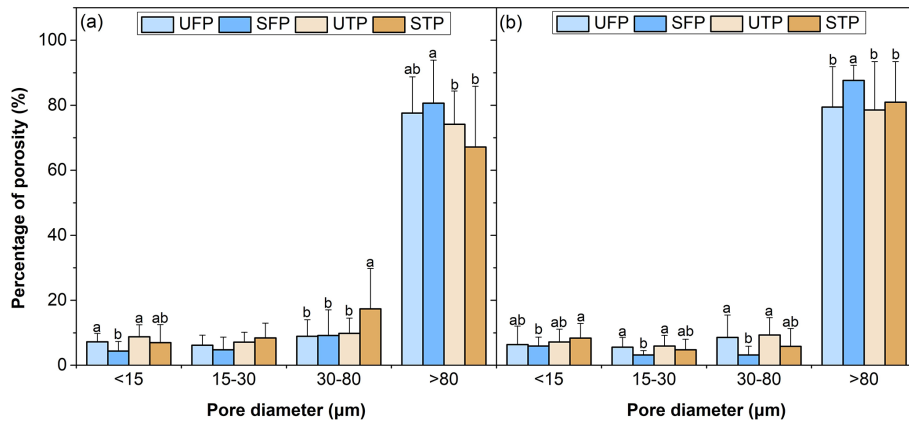 (a) UFP SFP UTP STP
(b) UFP SFP UTP STP
Percentage of porosity (%)
100
80
60
40
20
0
a b a ab
b b b a
ab a b b
ab b ab a
a b a ab
a b a ab
b a b b
<15 15-30 30-80 >80
<15 15-30 30-80 >80
Pore diameter (μm)
Pore diameter (μm)